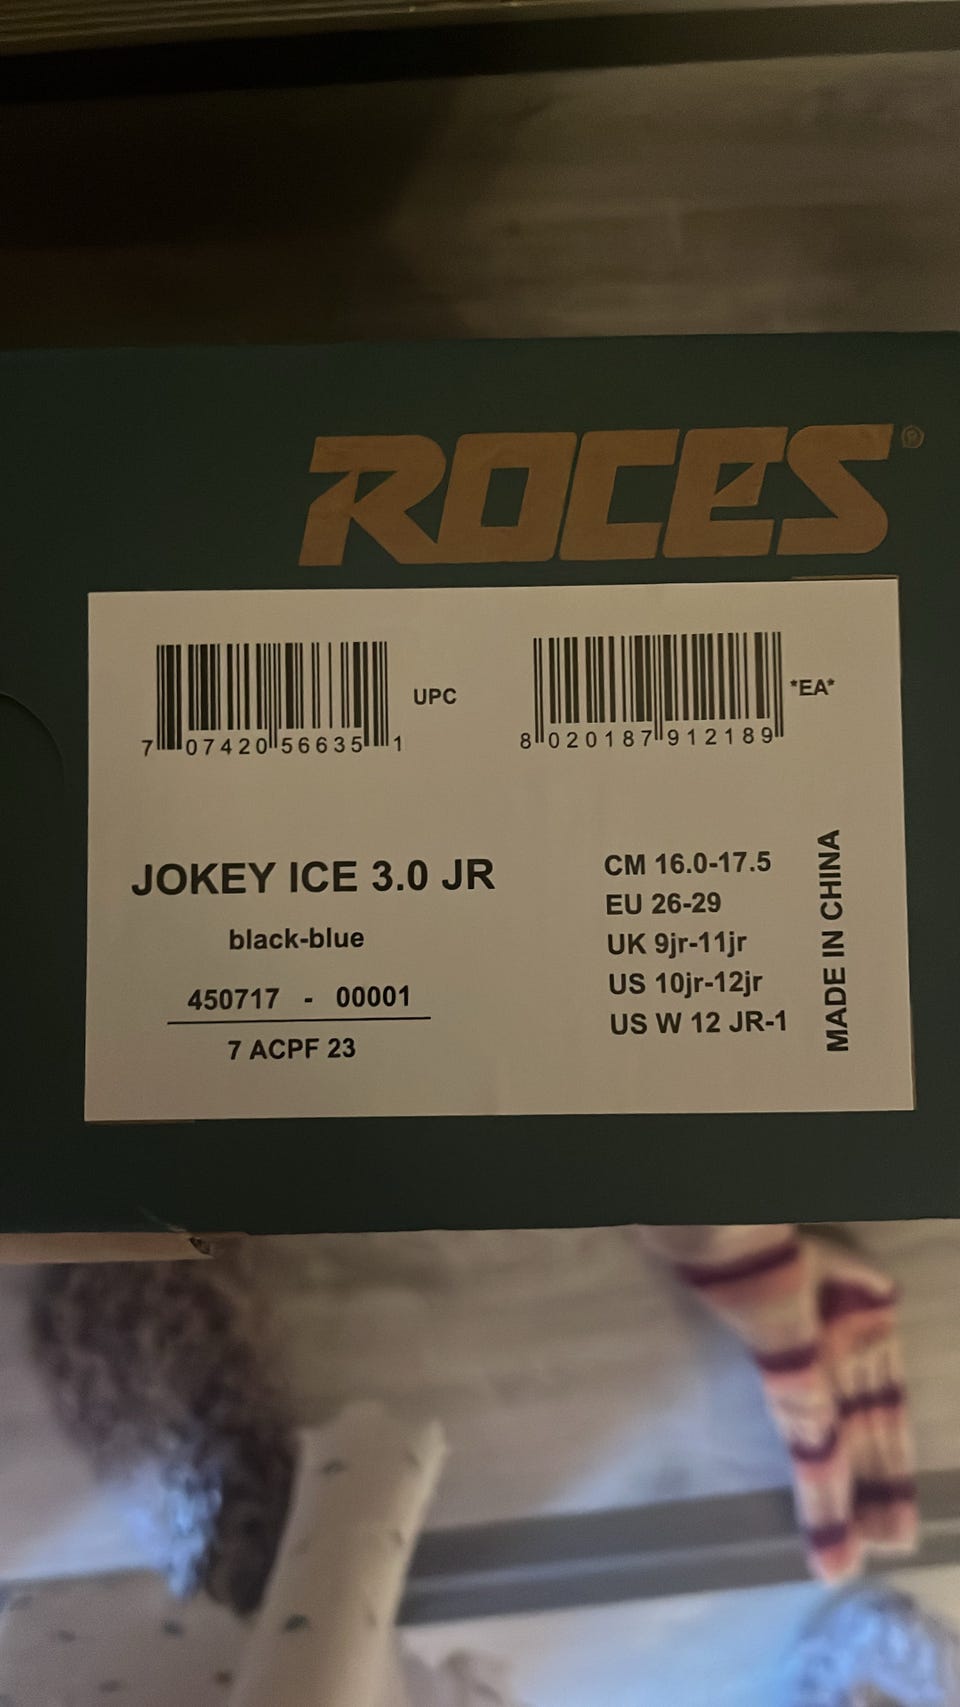 ROCES®
7 07420 56635 1 UPC
8 020187 912189 *EA*
JOKEY ICE 3.0 JR
black-blue
450717 - 00001
7 ACPF 23
CM 16.0-17.5
EU 26-29
UK 9jr-11jr
US 10jr-12jr
US W 12 JR-1
MADE IN CHINA